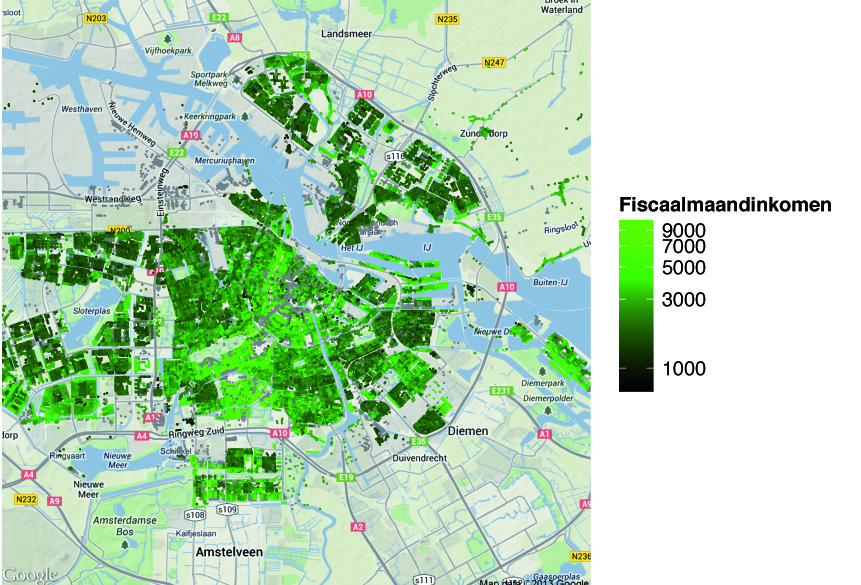 sloot
N203
E22
A8
N235
Broek in
Waterland
Landsmeer
Vijfhoekpark
E35
N247
Sportpark
Melkweg
Slochterweg
A10
Westhaven
Nieuwe Hemweg
Keerkringpark
A10
Zunderdorp
E22
s116
Mercuriushaven
Westrandweg
Einsteinweg
Fiscaalmaandinkomen
E35
9000
N200
Ringsloot
7000
Het IJ
IJ
5000
A10
Buiten-IJ
3000
Sloterplas
Nieuwe D
1000
Diemerpark
E231
Diemerpolder
A10
dorp
A4
Ringweg Zuid
A10
Diemen
A1
E35
Ringvaart
Nieuwe
Meer
Schinkel
Duivendrecht
A4
E19
Nieuwe
Meer
N232
A9
s108
s109
A9
Amsterdamse
Bos
Kalfjeslaan
A2
Amstelveen
N236
Google
s111
Gaasperplas
2013 Google